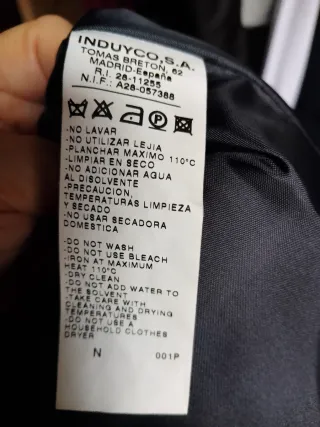 INDUYCO,S.A.
TOMAS BRETON, 62
MADRID-España
R.I. 28-11255
N.I.F.: A28-057388
-NO LAVAR
-NO UTILIZAR LEJIA
-PLANCHAR MAXIMO 110°C
-LIMPIAR EN SECO
-NO ADICIONAR AGUA
AL DISOLVENTE
-PRECAUCION,
TEMPERATURAS LIMPIEZA
Y SECADO
-NO USAR SECADORA
DOMESTICA
-DO NOT WASH
-DO NOT USE BLEACH
-IRON AT MAXIMUM
HEAT 110°C
-DRY CLEAN
-DO NOT ADD WATER TO
THE SOLVENT
-TAKE CARE WITH
CLEANING AND DRYING
TEMPERATURES
-DO NOT USE A
HOUSEHOLD CLOTHES
DRYER
N 001P